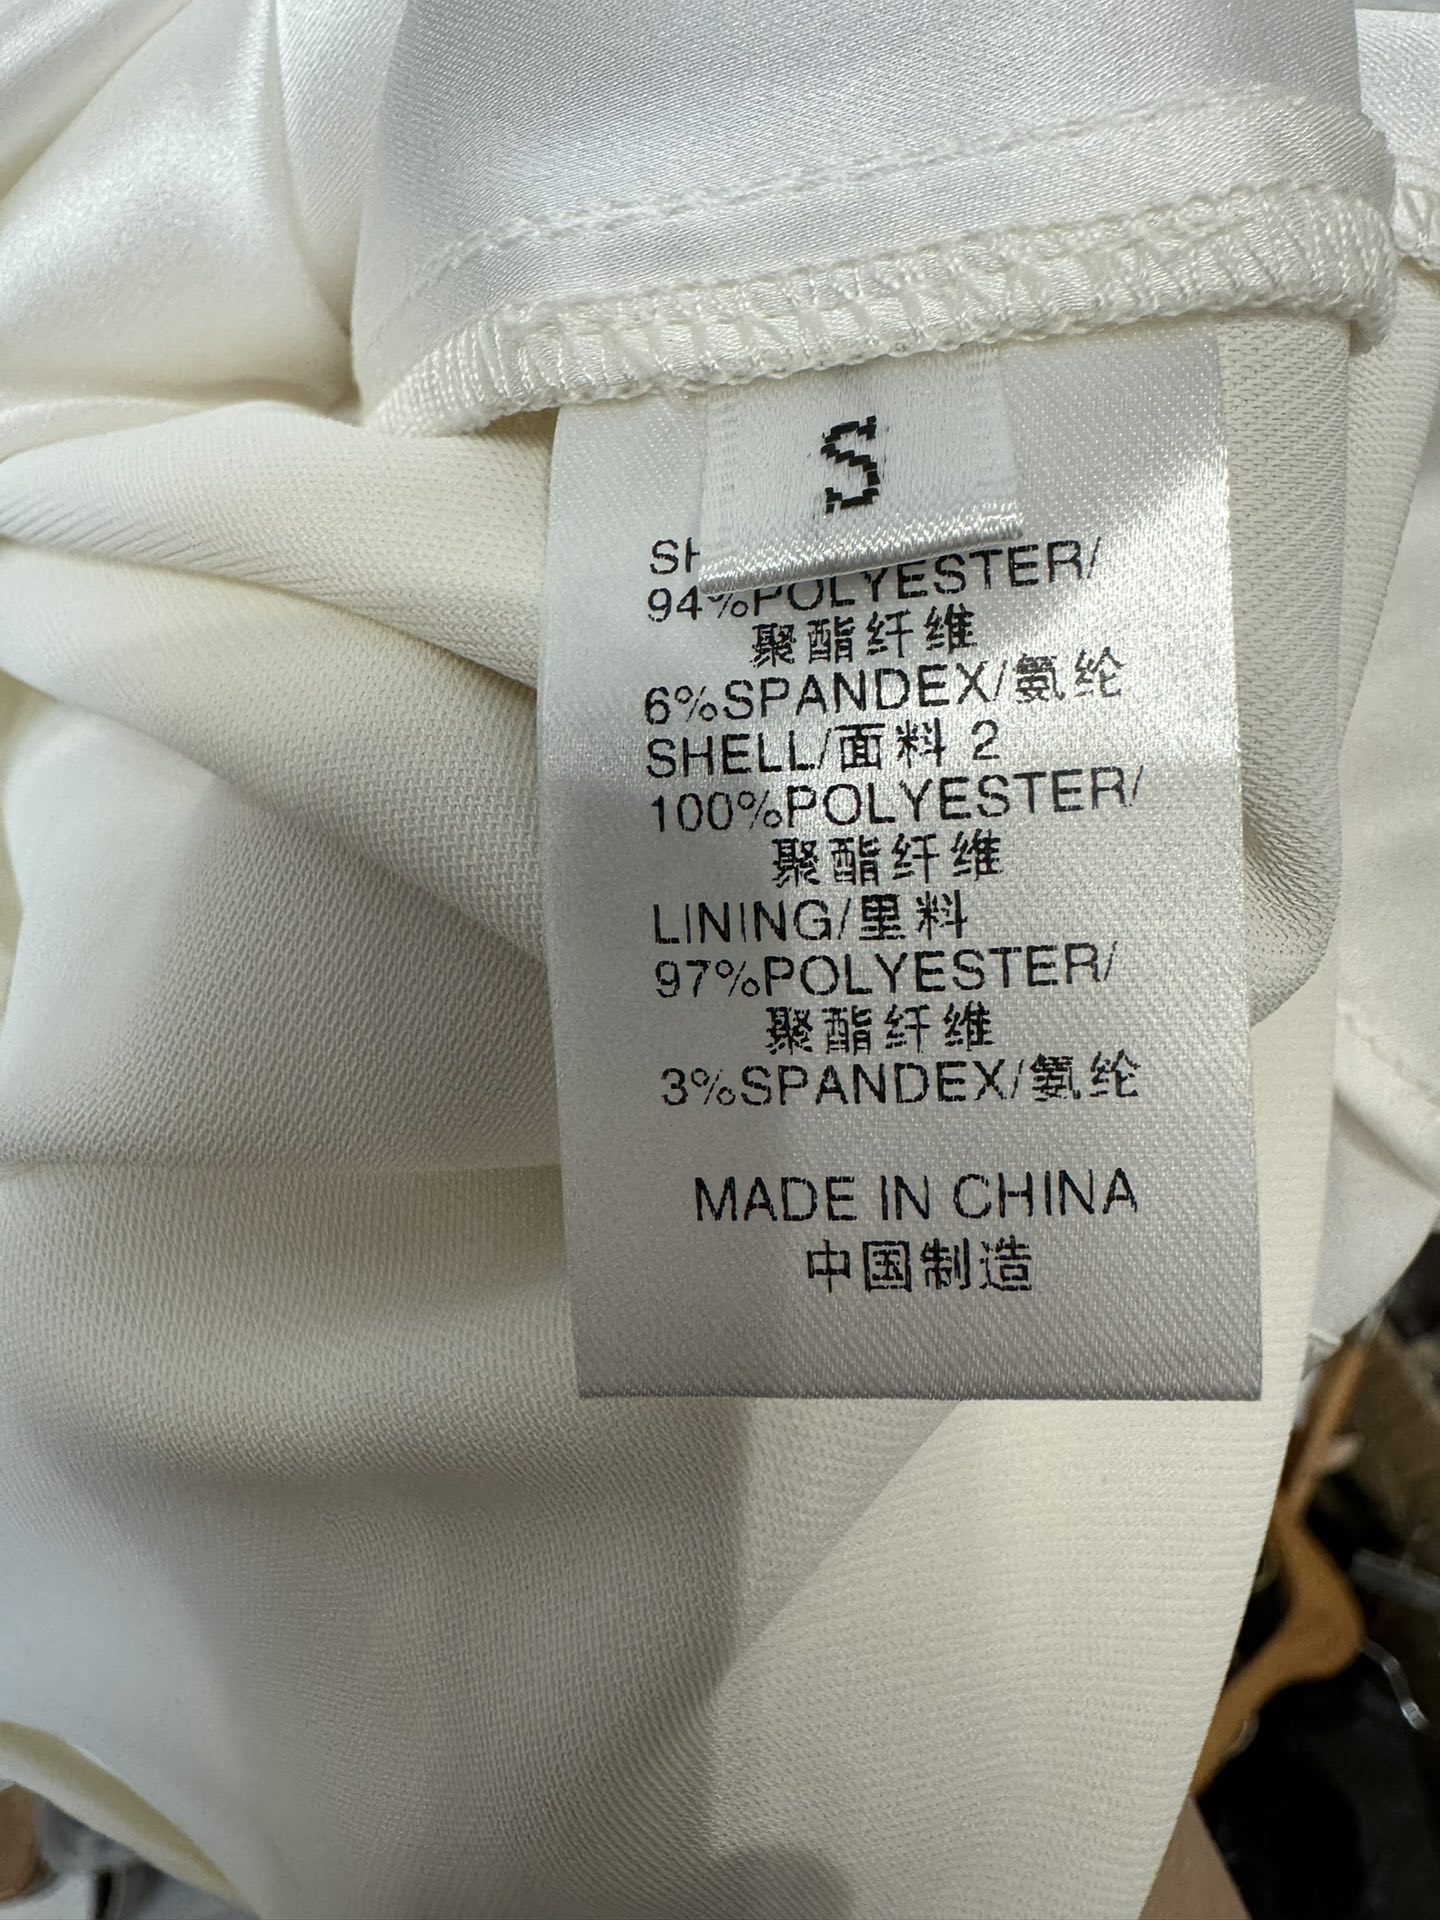 S
94%POLYESTER/
聚酯纤维
6%SPANDEX/氨纶
SHELL/面料 2
100%POLYESTER/
聚酯纤维
LINING/里料
97%POLYESTER/
聚酯纤维
3%SPANDEX/氨纶
MADE IN CHINA
中国制造